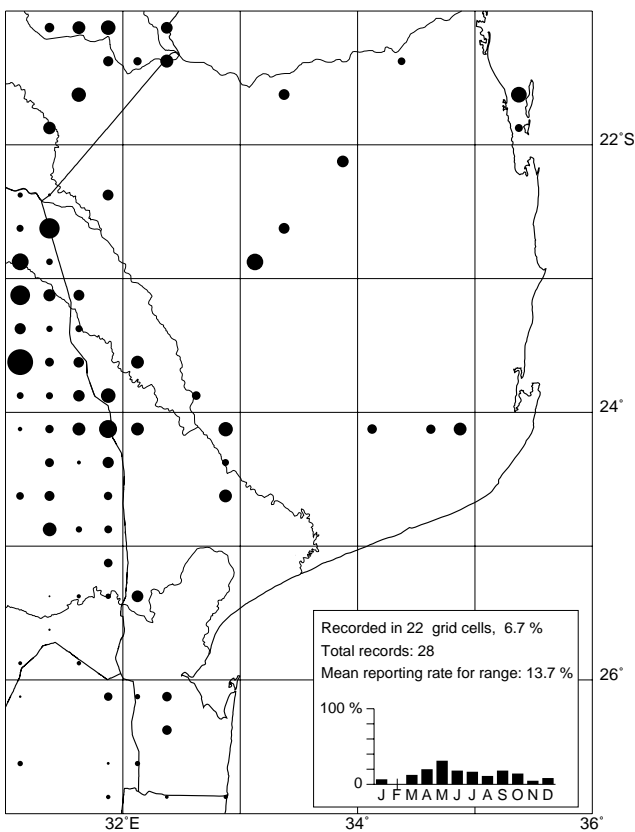 22˚S
24˚
Recorded in 22 grid cells, 6.7 %
Total records: 28
Mean reporting rate for range: 13.7 %
26˚
100 %
0
J F M A M J J A S O N D
32˚E 34 36˚